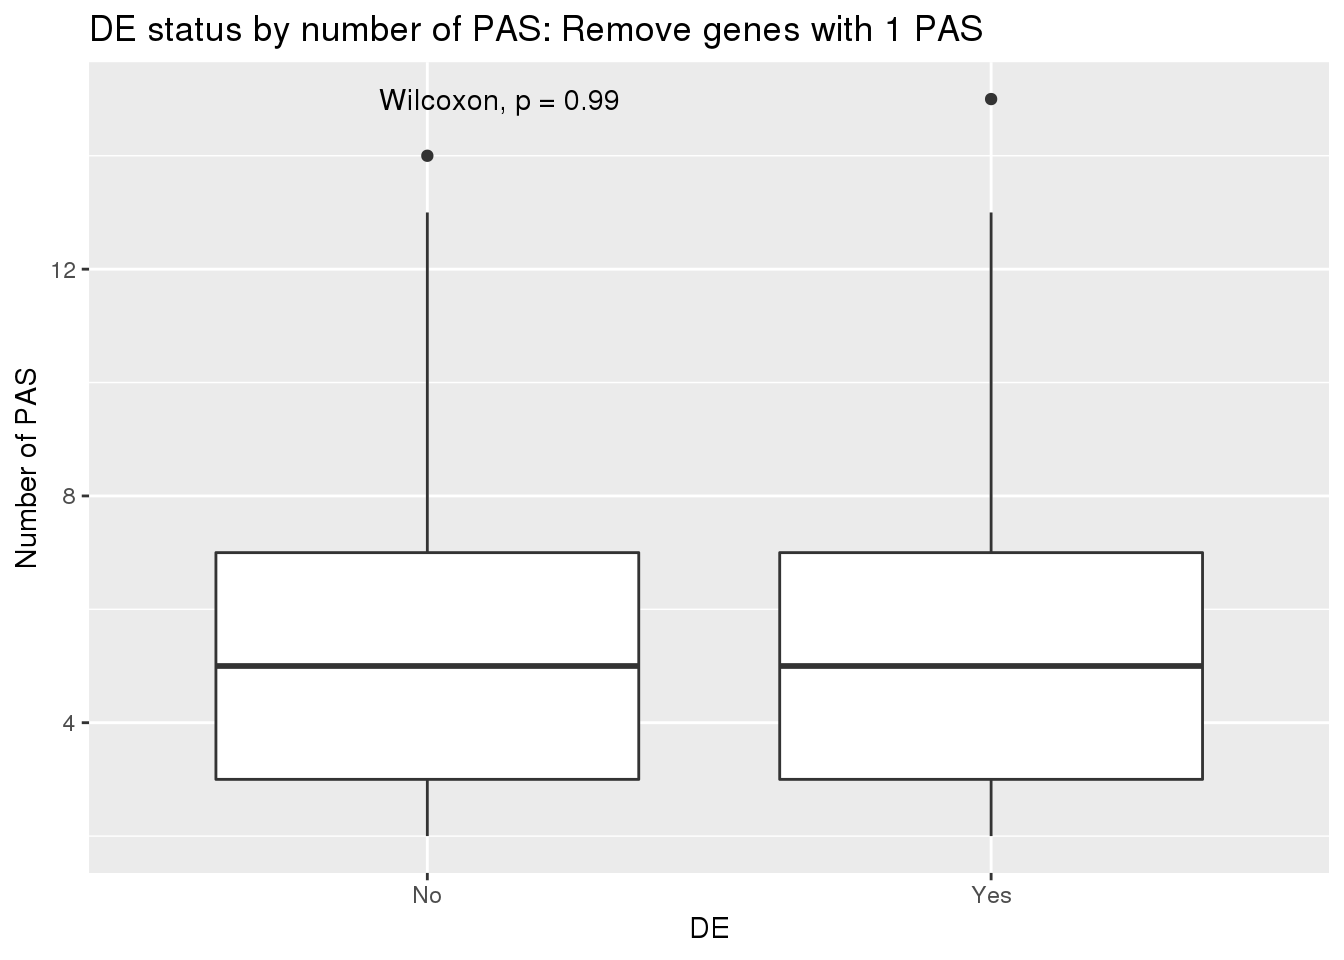 DE status by number of PAS: Remove genes with 1 PAS
Wilcoxon, p = 0.99
12
8
4
Number of PAS
No
Yes
DE